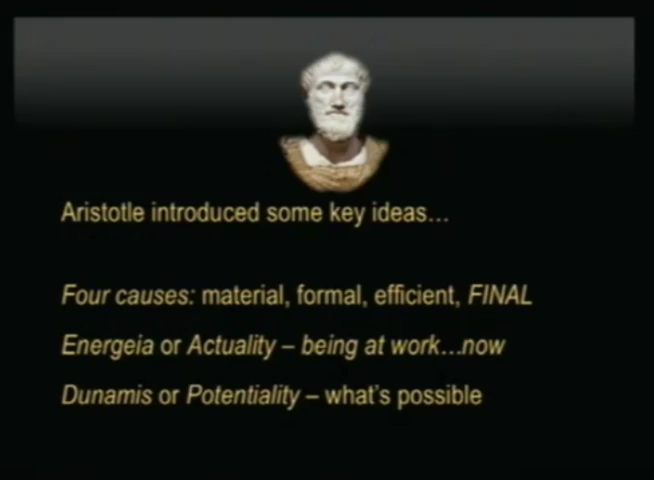 Aristotle introduced some key ideas…
Four causes: material, formal, efficient, FINAL
Energeia or Actuality – being at work…now
Dunamis or Potentiality – what's possible